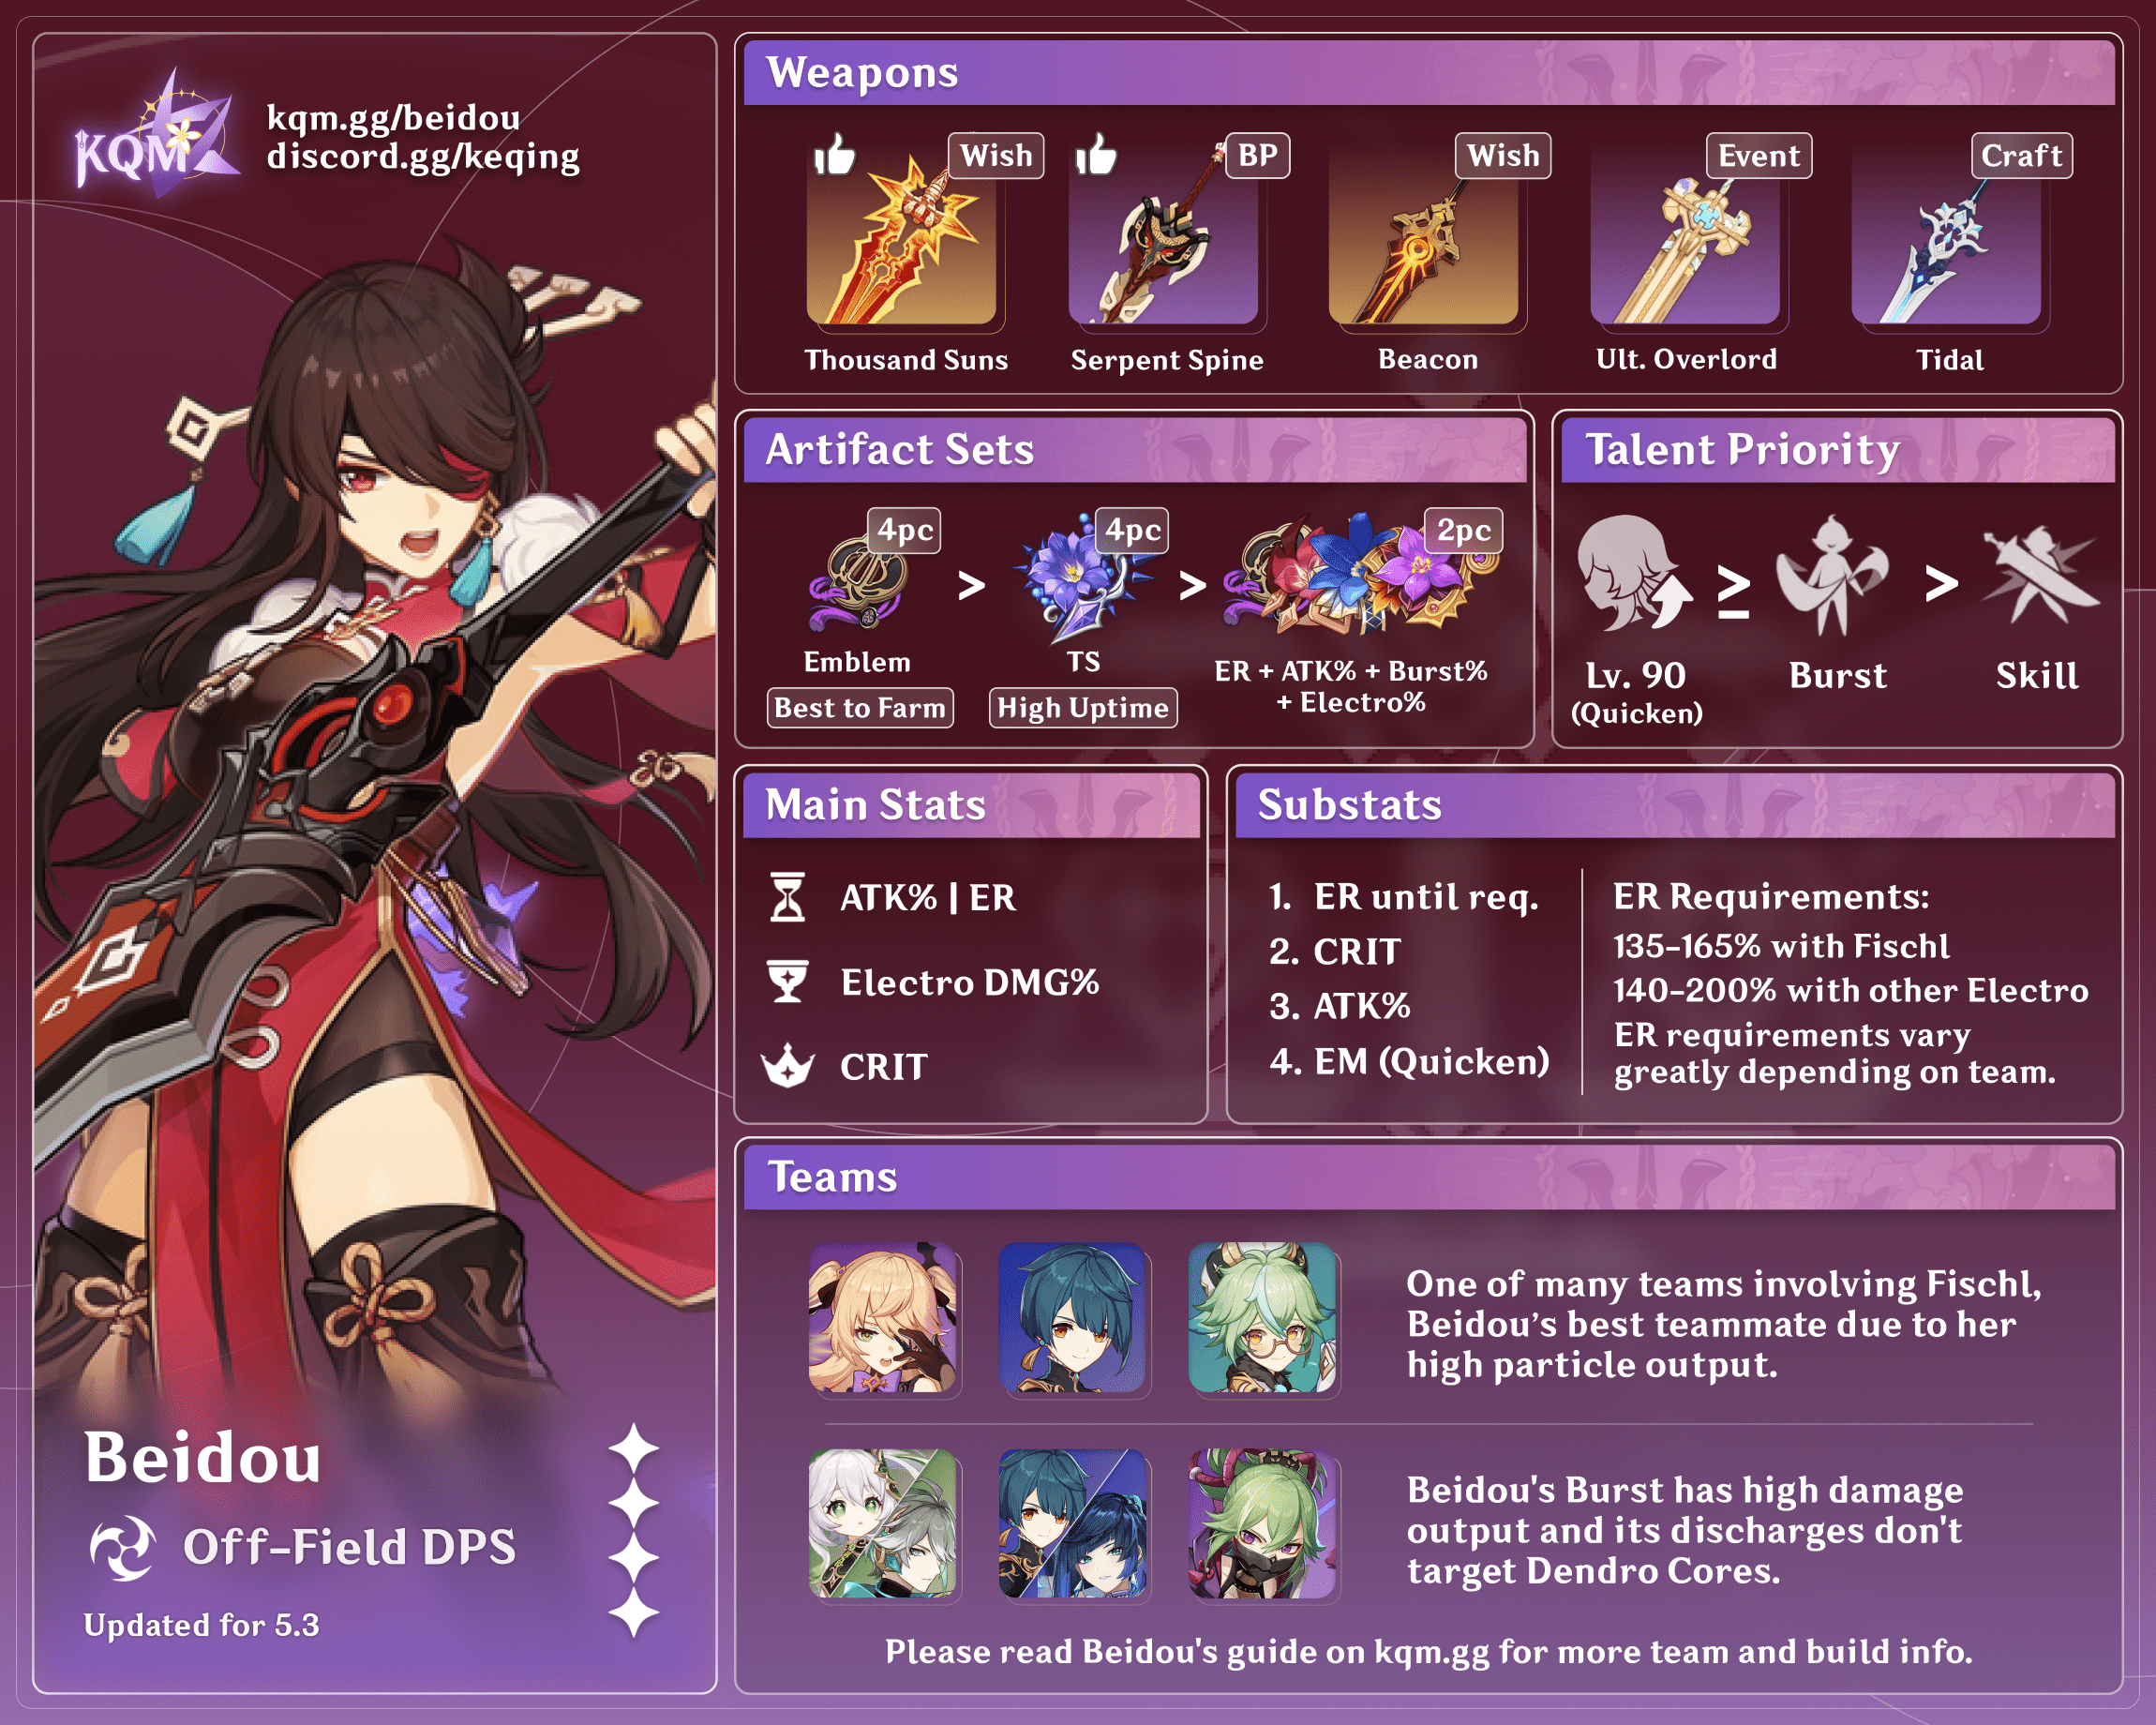 KQM
kqm.gg/beidou
discord.gg/keqing
Beidou
Off-Field DPS
Updated for 5.3
Weapons
Wish
BP
Wish
Event
Craft
Thousand Suns
Serpent Spine
Beacon
Ult. Overlord
Tidal
Artifact Sets
4pc
>
4pc
>
2pc
Emblem
TS
ER + ATK% + Burst%
+ Electro%
Best to Farm
High Uptime
Talent Priority
≥
>
Lv. 90
(Quicken)
Burst
Skill
Main Stats
ATK% | ER
Electro DMG%
CRIT
Substats
1. ER until req.
2. CRIT
3. ATK%
4. EM (Quicken)
ER Requirements:
135-165% with Fischl
140-200% with other Electro
ER requirements vary
greatly depending on team.
Teams
One of many teams involving Fischl,
Beidou’s best teammate due to her
high particle output.
Beidou's Burst has high damage
output and its discharges don't
target Dendro Cores.
Please read Beidou's guide on kqm.gg for more team and build info.